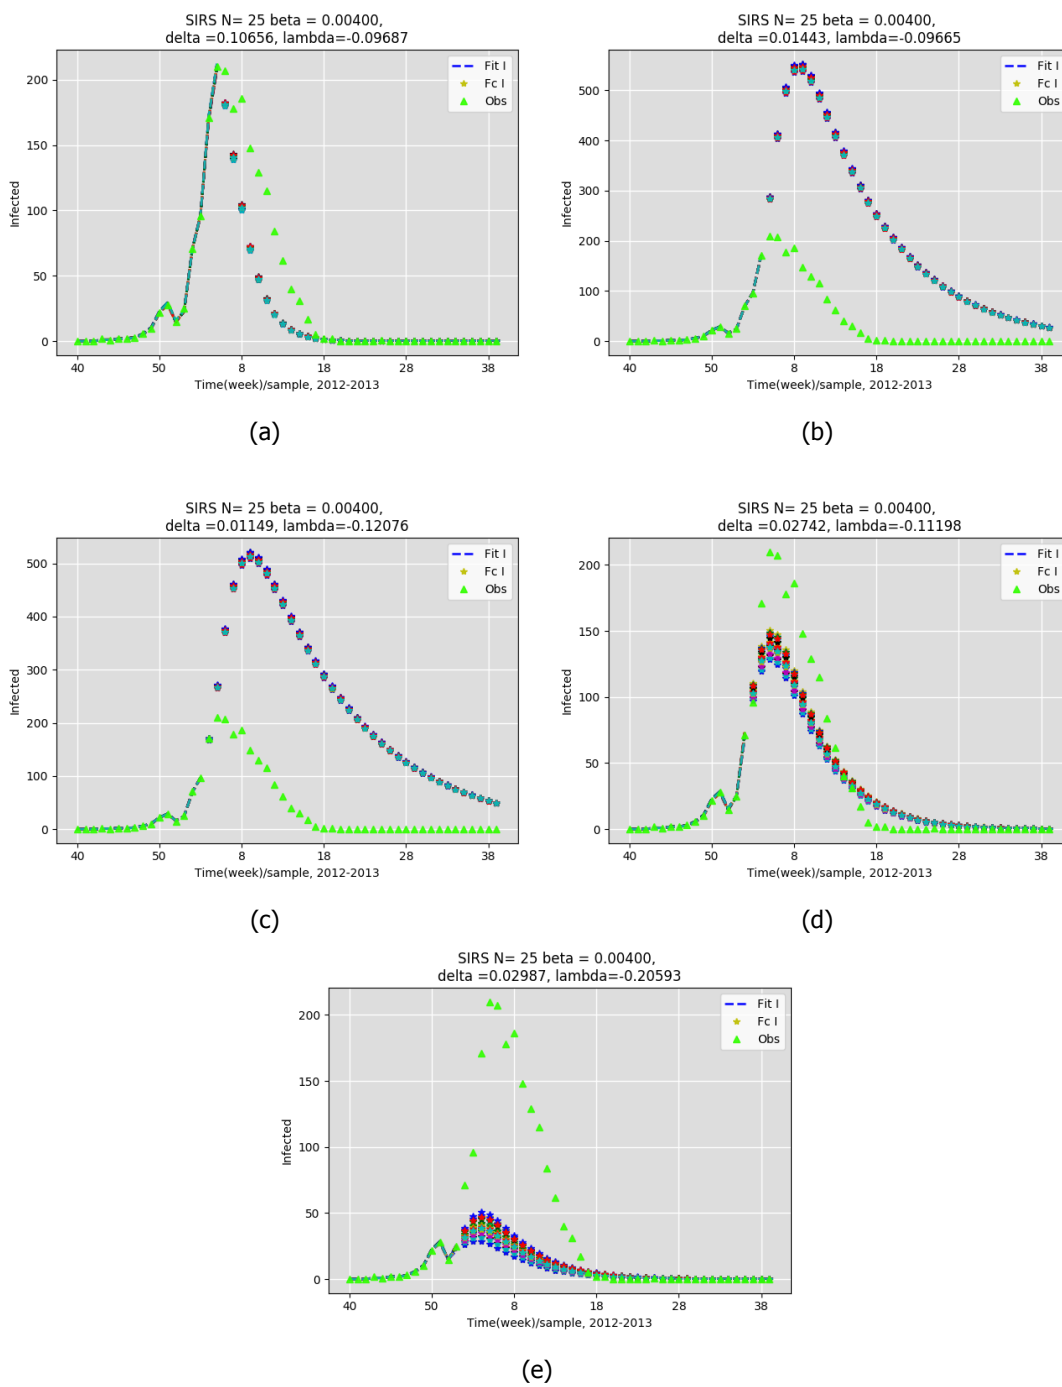 SIRS N= 25 beta = 0.00400,
delta =0.10656, lambda=-0.09687
Fit I
Fc I
Obs
Infected
200
150
100
50
0
40
50
8
18
28
38
Time(week)/sample, 2012-2013
(a)
SIRS N= 25 beta = 0.00400,
delta =0.01443, lambda=-0.09665
Fit I
Fc I
Obs
Infected
500
400
300
200
100
0
40
50
8
18
28
38
Time(week)/sample, 2012-2013
(b)
SIRS N= 25 beta = 0.00400,
delta =0.01149, lambda=-0.12076
Fit I
Fc I
Obs
Infected
500
400
300
200
100
0
40
50
8
18
28
38
Time(week)/sample, 2012-2013
(c)
SIRS N= 25 beta = 0.00400,
delta =0.02742, lambda=-0.11198
Fit I
Fc I
Obs
Infected
200
150
100
50
0
40
50
8
18
28
38
Time(week)/sample, 2012-2013
(d)
SIRS N= 25 beta = 0.00400,
delta =0.02987, lambda=-0.20593
Fit I
Fc I
Obs
Infected
200
150
100
50
0
40
50
8
18
28
38
Time(week)/sample, 2012-2013
(e)